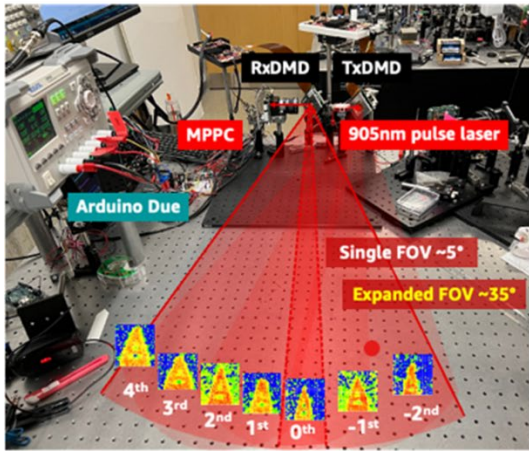 RxDMD TxDMD
MPPC 905nm pulse laser
Arduino Due
Single FOV ~5°
Expanded FOV ~35°
4th 3rd 2nd 1st 0th -1st -2nd